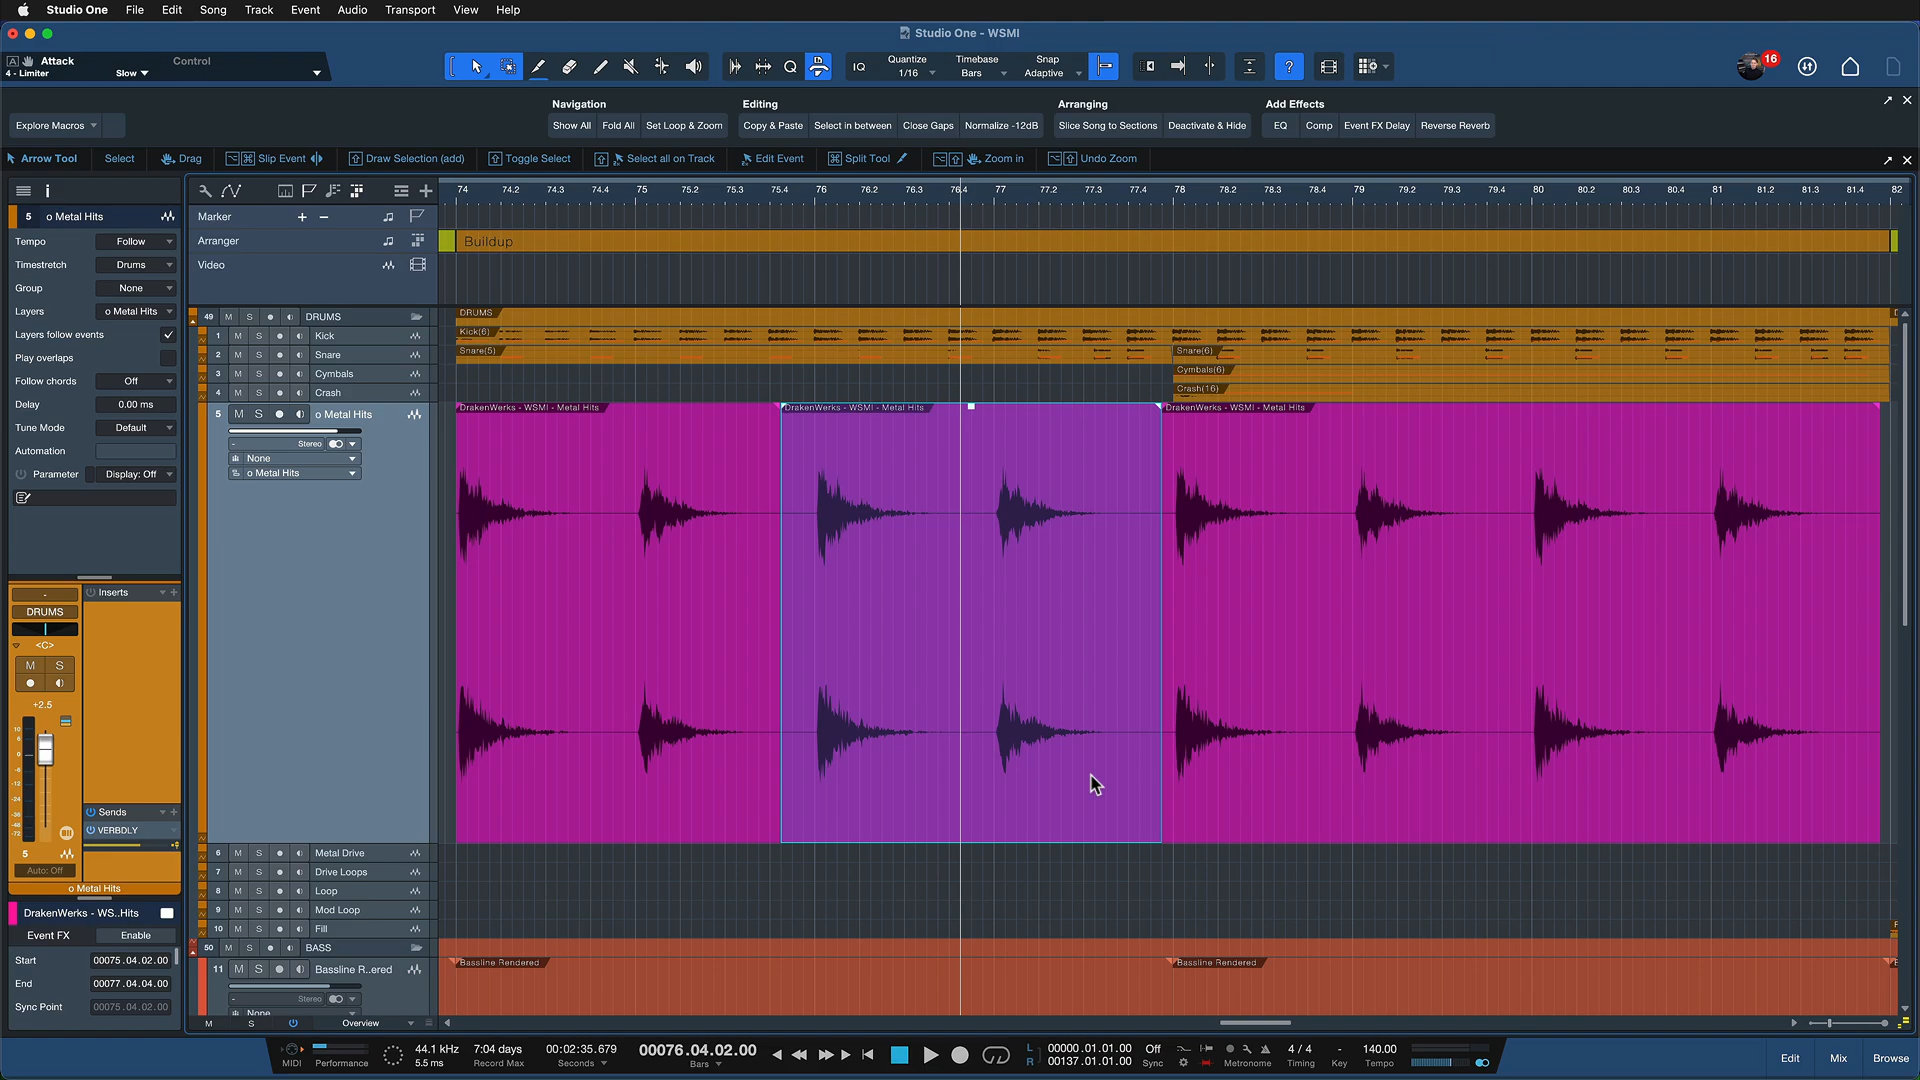 Studio One File Edit Song Track Event Audio Transport View Help
Studio One - WSMI
Attack
Control
4 - Limiter
Slow
IQ
Quantize
1/16
Timebase
Bars
Snap
Adaptive
?
16
Navigation
Editing
Arranging
Add Effects
Explore Macros
Show All Fold All Set Loop & Zoom
Copy & Paste Select in between Close Gaps Normalize -12dB
Slice Song to Sections Deactivate & Hide
EQ Comp Event FX Delay Reverse Reverb
Arrow Tool Select Drag Slip Event Draw Selection (add) Toggle Select Select all on Track Edit Event Split Tool Zoom in Undo Zoom
74 74.2 74.3 74.4 75 75.2 75.3 75.4 76 76.2 76.3 76.4 77 77.2 77.3 77.4 78 78.2 78.3 78.4 79 79.2 79.3 79.4 80 80.2 80.3 80.4 81 81.2 81.3 81.4 82
5 o Metal Hits
Tempo Follow
Timestretch Drums
Group None
Layers o Metal Hits
Layers follow events
Play overlaps
Follow chords Off
Delay 0.00 ms
Tune Mode Default
Automation
Parameter Display: Off
Marker
Arranger
Video
Buildup
49 M S DRUMS
DRUMS
1 M S Kick
Kick(6)
2 M S Snare
Snare(5)
Snare(6)
3 M S Cymbals
Cymbals(6)
4 M S Crash
Crash(16)
5 M S o Metal Hits
Stereo
None
o Metal Hits
DrakenWerks - WSMI - Metal Hits
DrakenWerks - WSMI - Metal Hits
DrakenWerks - WSMI - Metal Hits
- Inserts
DRUMS
<C>
M S
+2.5
10
6
0
-6
-12
-24
-36
-48
-72
Sends
VERBDLY
5
Auto: Off
o Metal Hits
6 M S Metal Drive
7 M S Drive Loops
8 M S Loop
9 M S Mod Loop
10 M S Fill
50 M S BASS
11 M S Bassline R..ered
Stereo
None
Bassline Rendered
Bassline Rendered
DrakenWerks - WS..Hits
Event FX Enable
Start 00075.04.02.00
End 00077.04.04.00
Sync Point 00075.04.02.00
M S Overview
MIDI
Performance
44.1 kHz
5.5 ms
7:04 days
Record Max
00:02:35.679
Seconds
00076.04.02.00
Bars
L 00000.01.01.00
R 00137.01.01.00
Off
Sync
Metronome
4 / 4
Timing
-
Key
140.00
Tempo
Edit Mix Browse